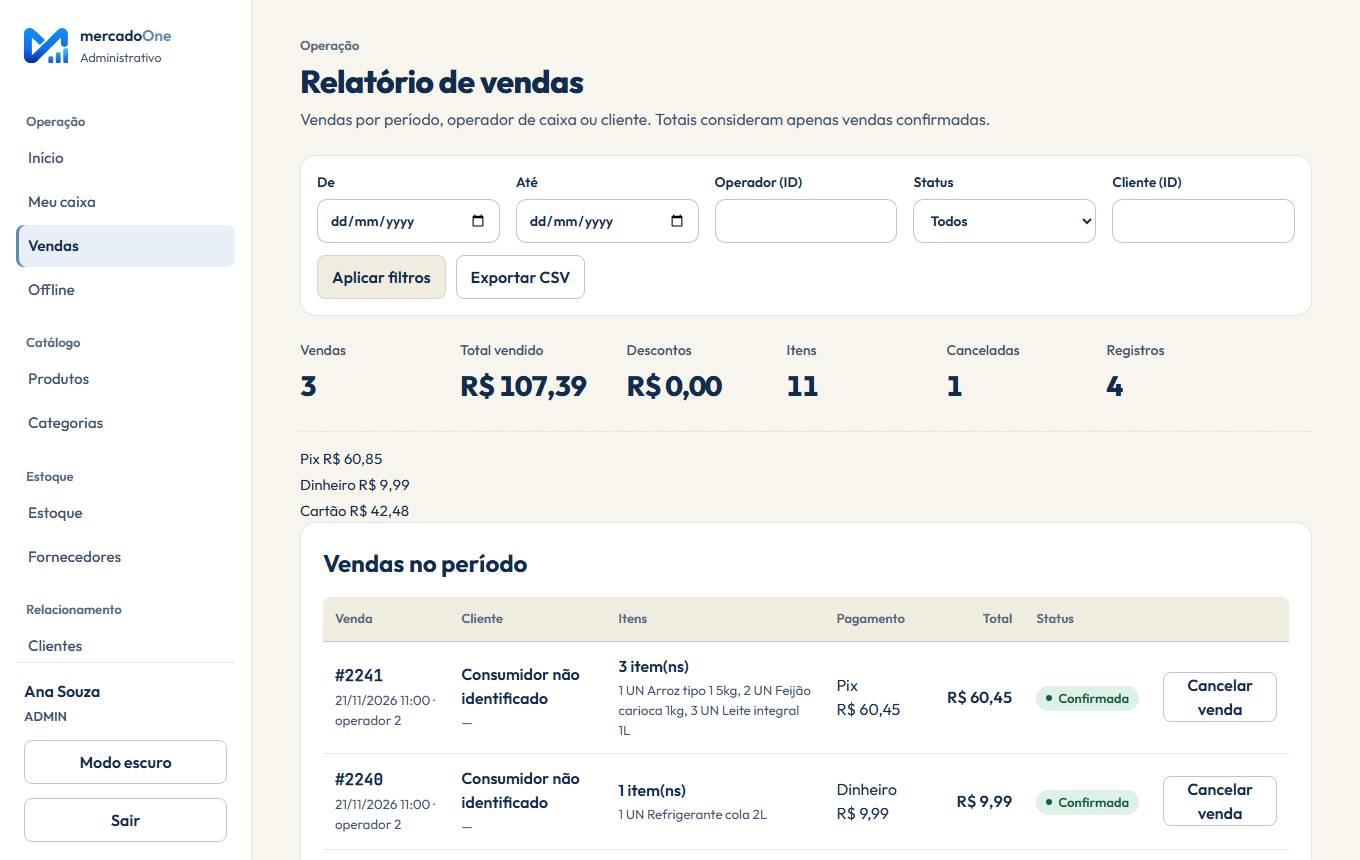 mercadoOne
Administrativo
Operação
Início
Meu caixa
Vendas
Offline
Catálogo
Produtos
Categorias
Estoque
Estoque
Fornecedores
Relacionamento
Clientes
Ana Souza
ADMIN
Modo escuro
Sair
Operação
Relatório de vendas
Vendas por período, operador de caixa ou cliente. Totais consideram apenas vendas confirmadas.
De Até Operador (ID) Status Cliente (ID)
dd/mm/yyyy dd/mm/yyyy Todos
Aplicar filtros Exportar CSV
Vendas Total vendido Descontos Itens Canceladas Registros
3 R$ 107,39 R$ 0,00 11 1 4
Pix R$ 60,85
Dinheiro R$ 9,99
Cartão R$ 42,48
Vendas no período
Venda Cliente Itens Pagamento Total Status
#2241
21/11/2026 11:00 ·
operador 2
Consumidor não
identificado
—
3 item(ns)
1 UN Arroz tipo 1 5kg, 2 UN Feijão
carioca 1kg, 3 UN Leite integral
1L
Pix
R$ 60,45
R$ 60,45
Confirmada
Cancelar
venda
#2240
21/11/2026 11:00 ·
operador 2
Consumidor não
identificado
—
1 item(ns)
1 UN Refrigerante cola 2L
Dinheiro
R$ 9,99
R$ 9,99
Confirmada
Cancelar
venda